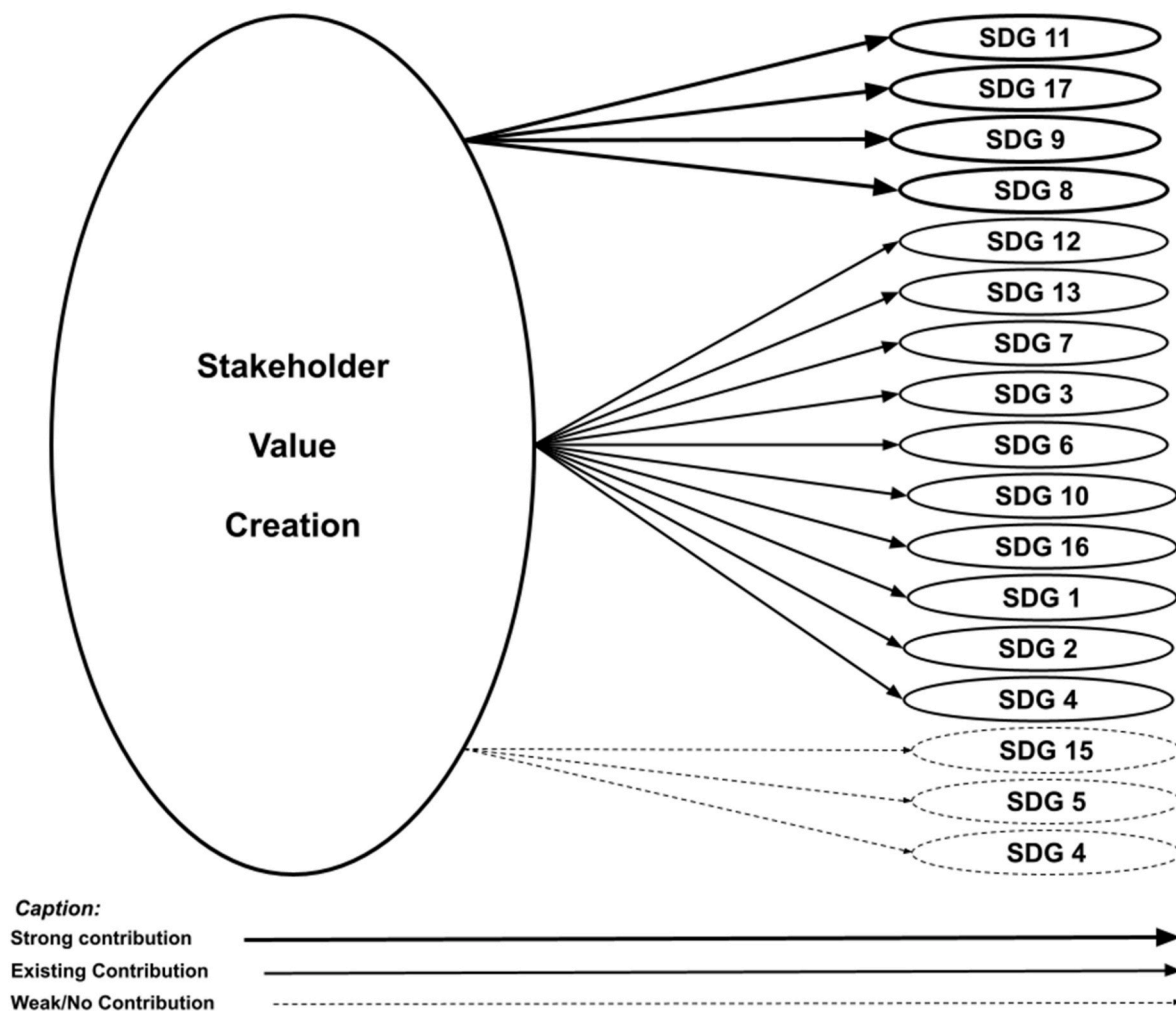 SDG 11
SDG 17
SDG 9
SDG 8
SDG 12
SDG 13
SDG 7
SDG 3
SDG 6
SDG 10
SDG 16
SDG 1
SDG 2
SDG 4
SDG 15
SDG 5
SDG 4
Stakeholder
Value
Creation
Caption:
Strong contribution
Existing Contribution
Weak/No Contribution